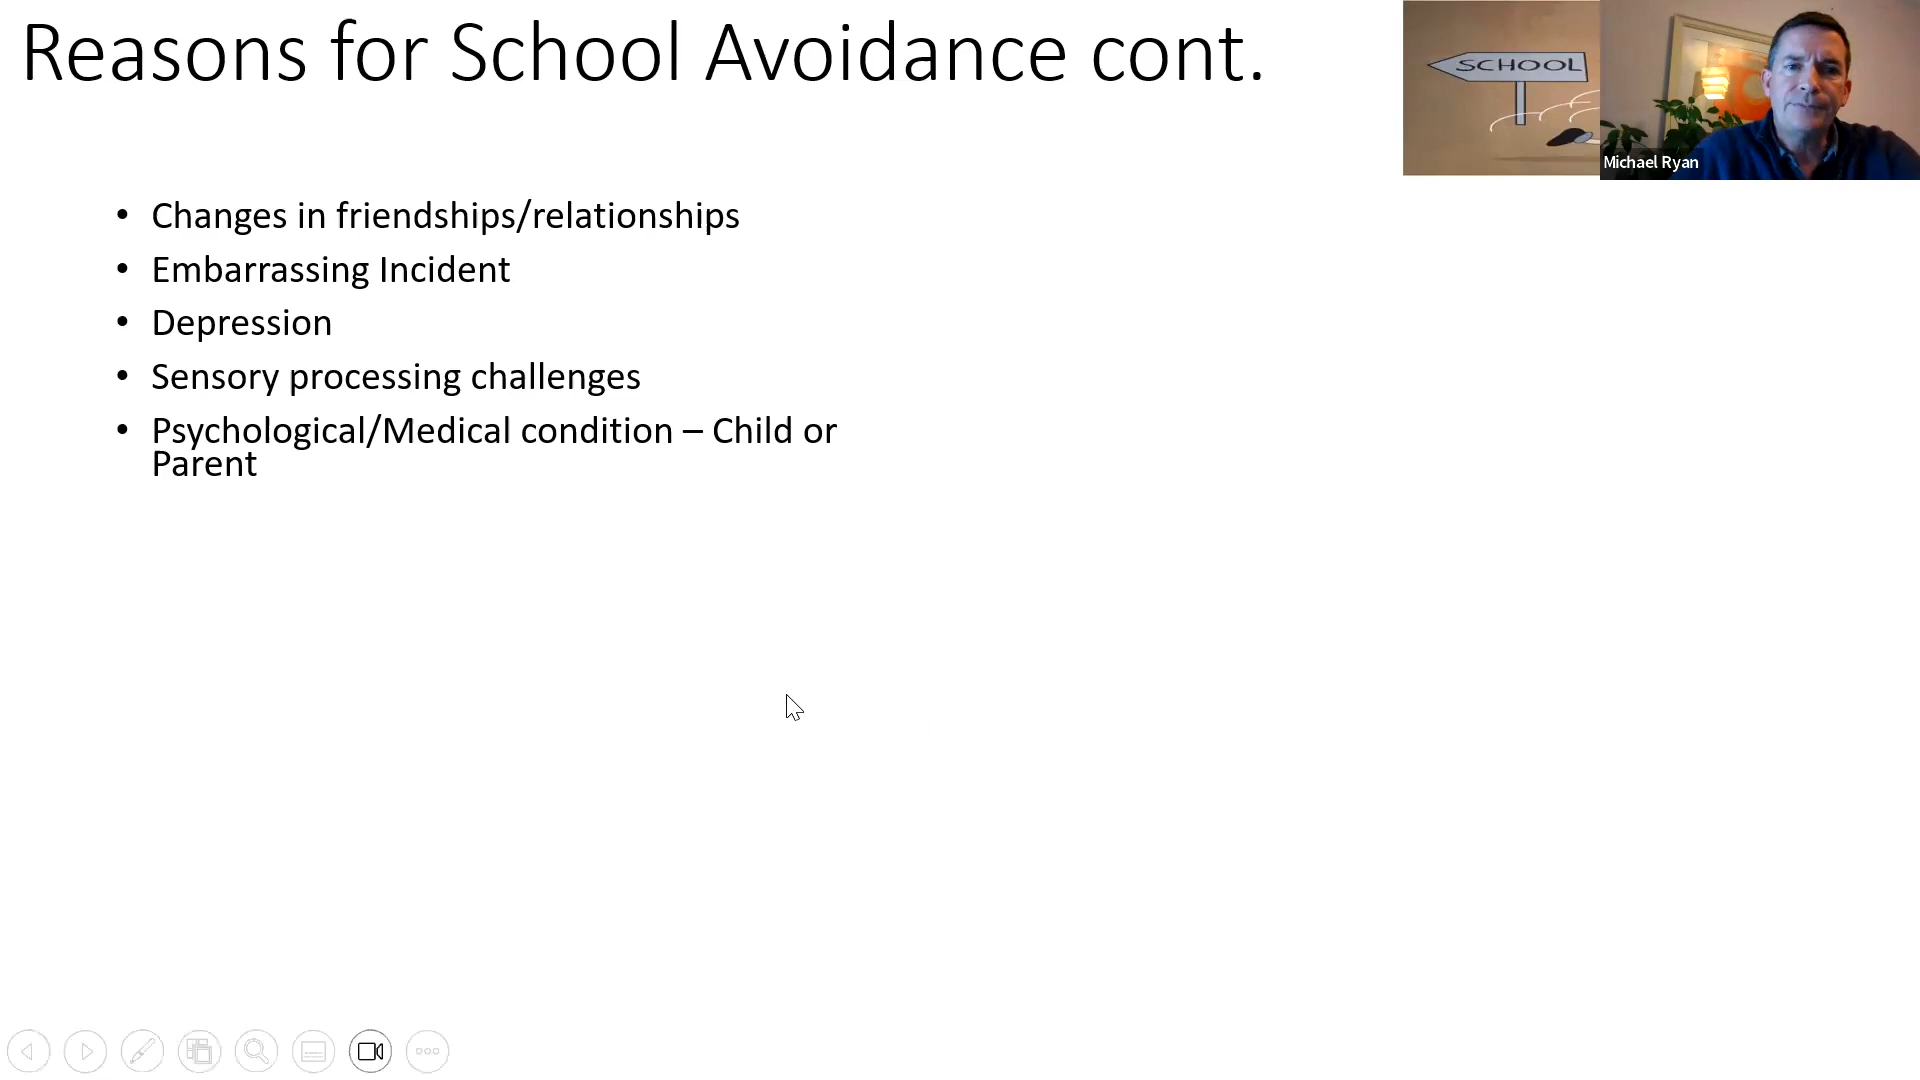 Reasons for School Avoidance cont.
SCHOOL
Michael Ryan
• Changes in friendships/relationships
• Embarrassing Incident
• Depression
• Sensory processing challenges
• Psychological/Medical condition – Child or
Parent